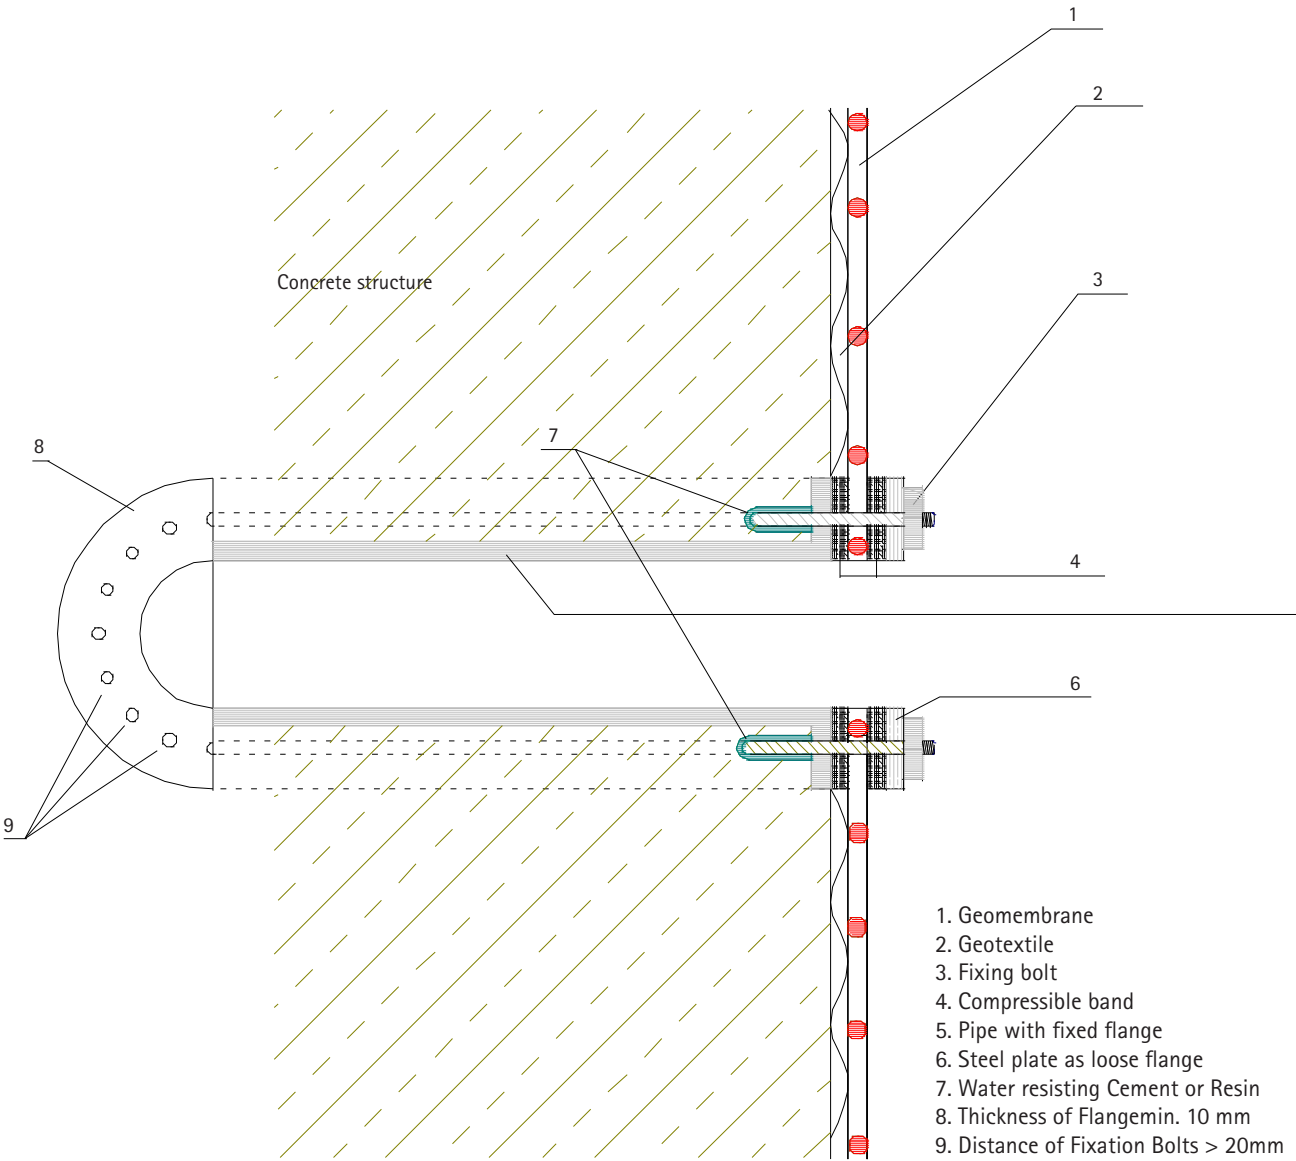 1
2
Concrete structure
3
7
8
4
6
9
1. Geomembrane
2. Geotextile
3. Fixing bolt
4. Compressible band
5. Pipe with fixed flange
6. Steel plate as loose flange
7. Water resisting Cement or Resin
8. Thickness of Flangemin. 10 mm
9. Distance of Fixation Bolts > 20mm